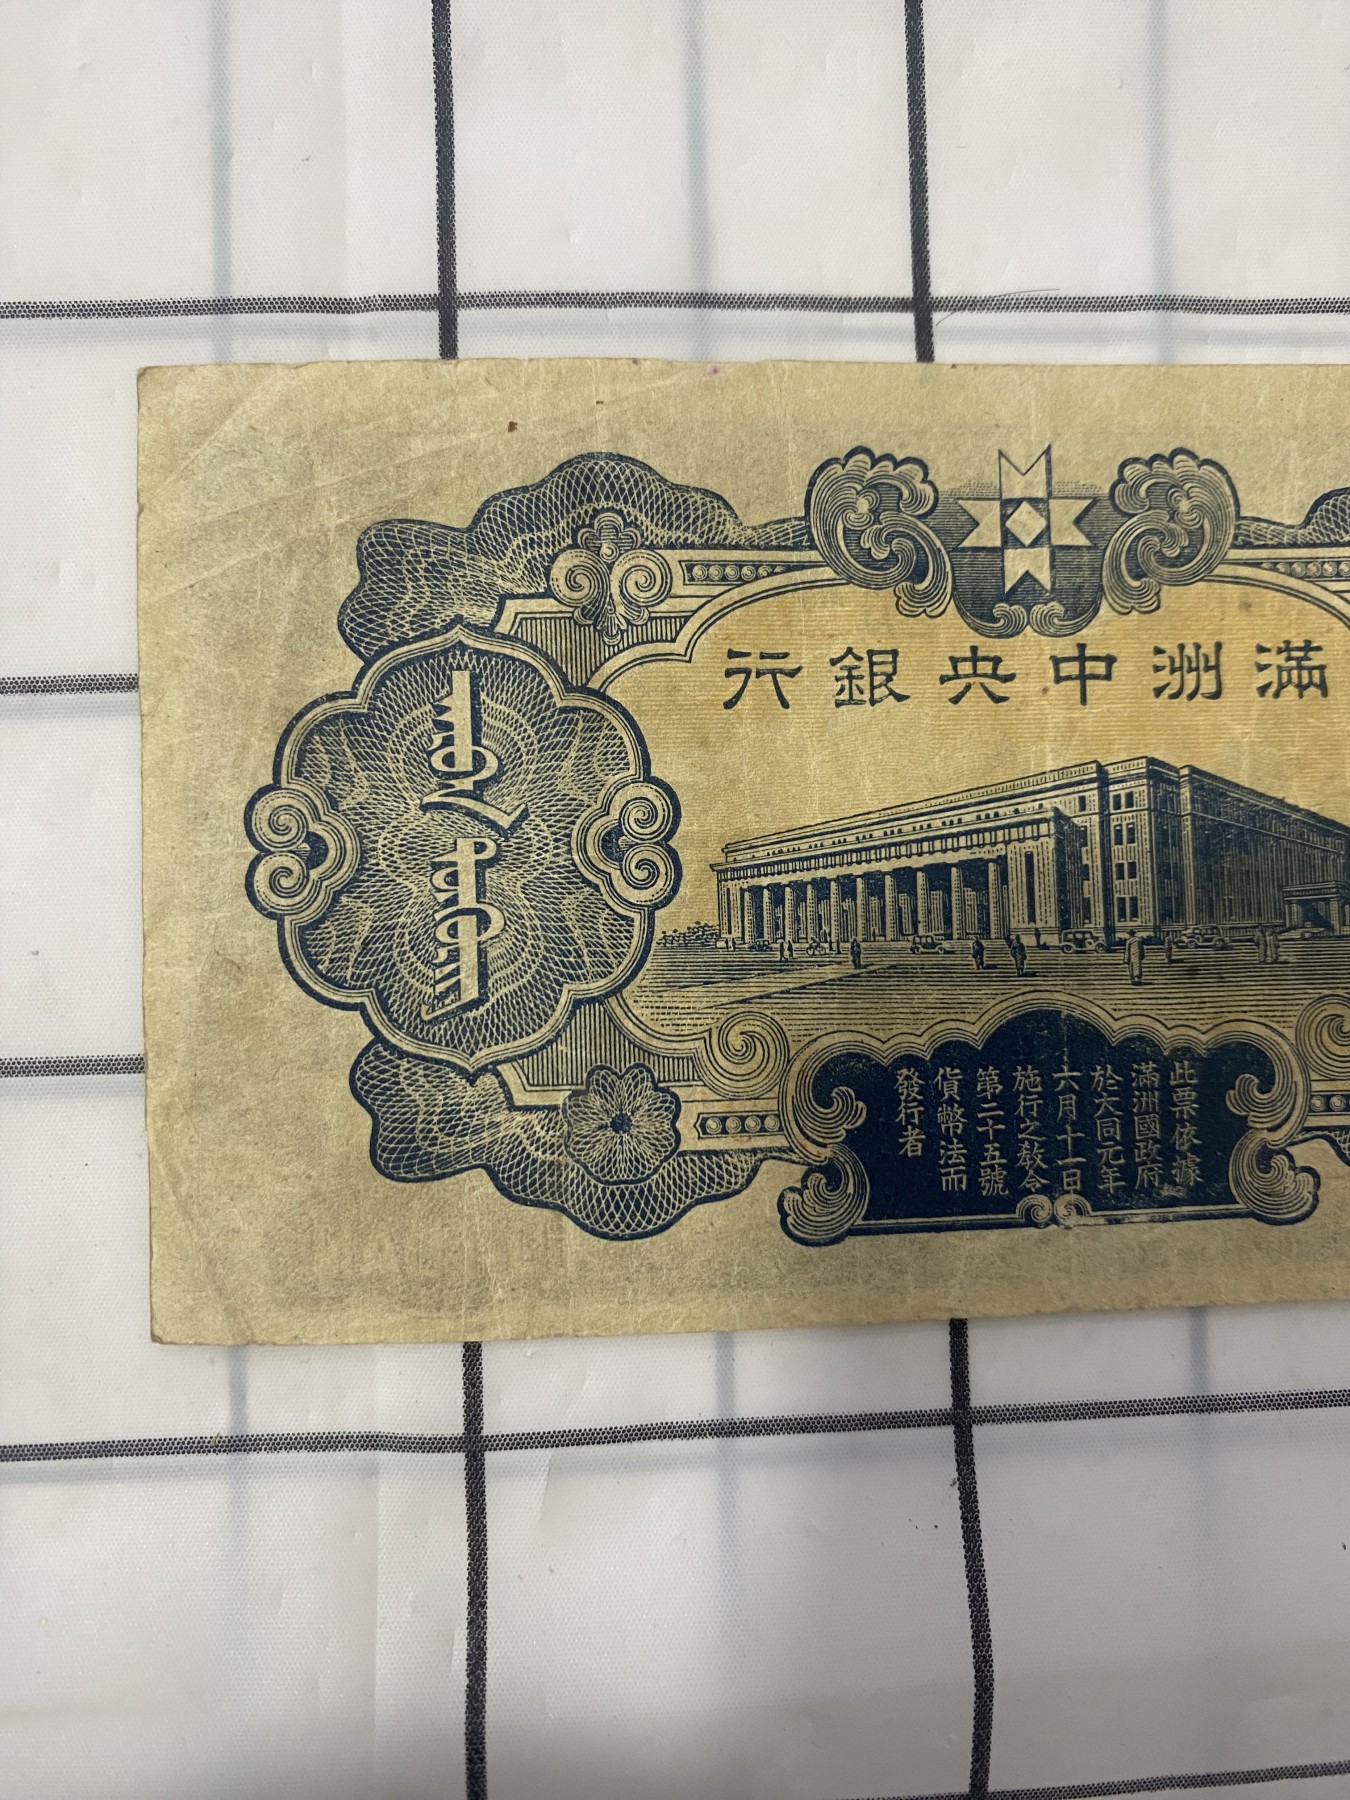 滿洲中央銀行
此票依據
滿洲國政府
於大同元年
六月十一日
施行之敎令
第二十五號
貨幣法而
發行者